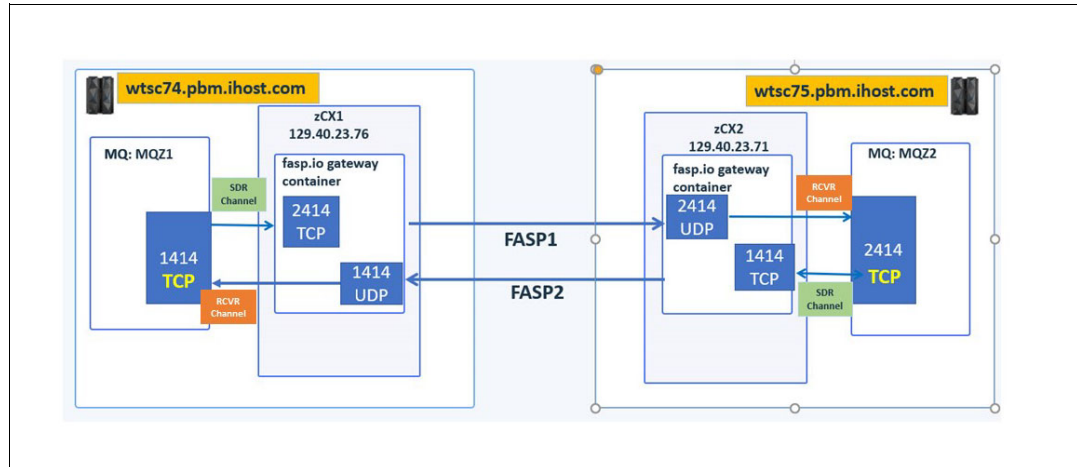 wtsc74.pbm.ihost.com
zCX1
129.40.23.76
MQ: MQZ1
fasp.io gateway
container
SDR
Channel
2414
TCP
1414
TCP
1414
UDP
RCVR
Channel
FASP1
FASP2
wtsc75.pbm.ihost.com
zCX2
129.40.23.71
MQ: MQZ2
fasp.io gateway
container
RCVR
Channel
2414
UDP
1414
TCP
2414
TCP
SDR
Channel